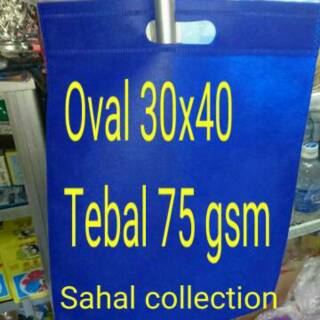 Oval 30x40
Tebal 75 gsm
Sahal collection